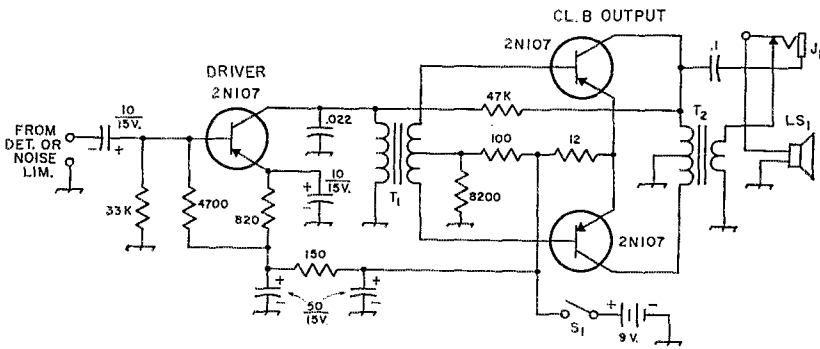 CL. B OUTPUT
2N107
DRIVER
2N107
.1
J1
47K
10
15V.
FROM
DET. OR
NOISE
LIM.
.022
T1
100
12
T2
LS1
33K
4700
820
10
15V.
8200
2N107
150
50
15V.
S1
9 V.